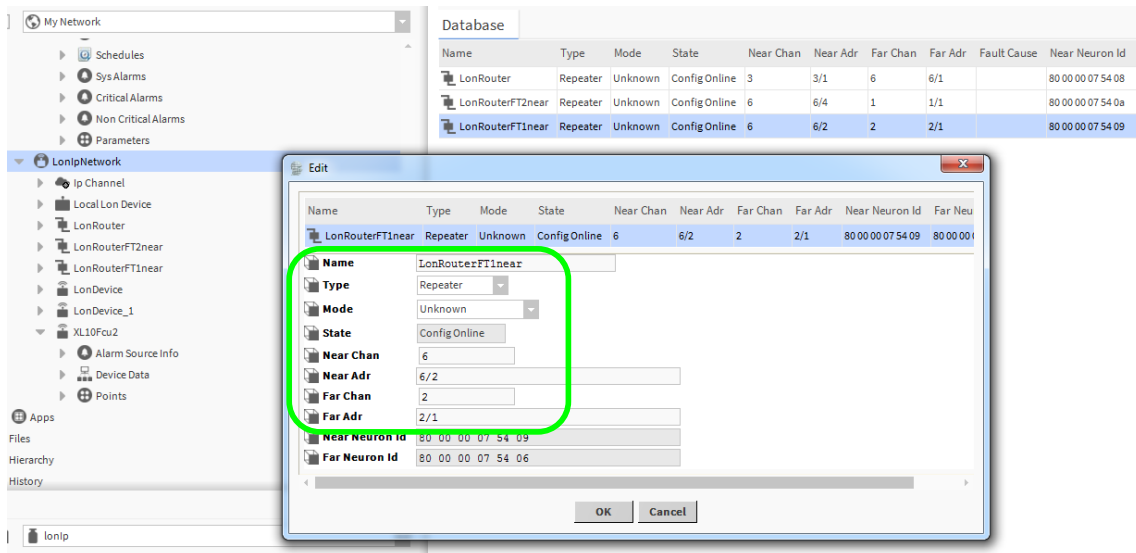 My Network
Schedules
Sys Alarms
Critical Alarms
Non Critical Alarms
Parameters
LonIpNetwork
Ip Channel
Local Lon Device
LonRouter
LonRouterFT2near
LonRouterFT1near
LonDevice
LonDevice_1
XL10Fcu2
Alarm Source Info
Device Data
Points
Apps
Files
Hierarchy
History
lonIp
Database
Name Type Mode State Near Chan Near Adr Far Chan Far Adr Fault Cause Near Neuron Id
LonRouter Repeater Unknown Config Online 3 3/1 6 6/1 80 00 00 07 54 08
LonRouterFT2near Repeater Unknown Config Online 6 6/4 1 1/1 80 00 00 07 54 0a
LonRouterFT1near Repeater Unknown Config Online 6 6/2 2 2/1 80 00 00 07 54 09
Edit
Name Type Mode State Near Chan Near Adr Far Chan Far Adr Near Neuron Id Far Neu
LonRouterFT1near Repeater Unknown Config Online 6 6/2 2 2/1 80 00 00 07 54 09 80 00 00
Name LonRouterFT1near
Type Repeater
Mode Unknown
State Config Online
Near Chan 6
Near Adr 6/2
Far Chan 2
Far Adr 2/1
Near Neuron Id 80 00 00 07 54 09
Far Neuron Id 80 00 00 07 54 06
OK Cancel